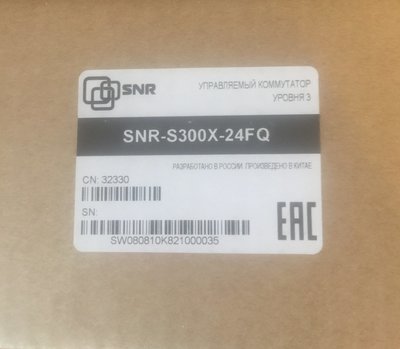 SNR
УПРАВЛЯЕМЫЙ КОММУТАТОР
УРОВНЯ 3
SNR-S300X-24FQ
РАЗРАБОТАНО В РОССИИ. ПРОИЗВЕДЕНО В КИТАЕ
CN: 32330
SN:
SW080810K821000035
EAC